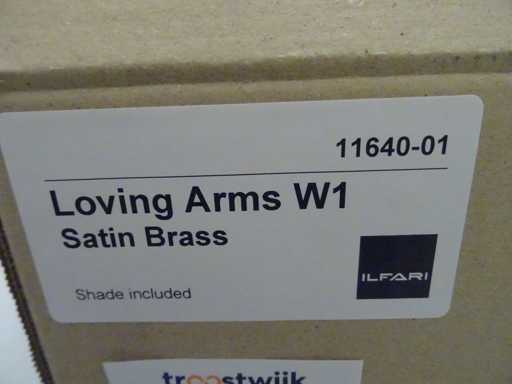 11640-01
Loving Arms W1
Satin Brass
ILFARI
Shade included
troostwijk